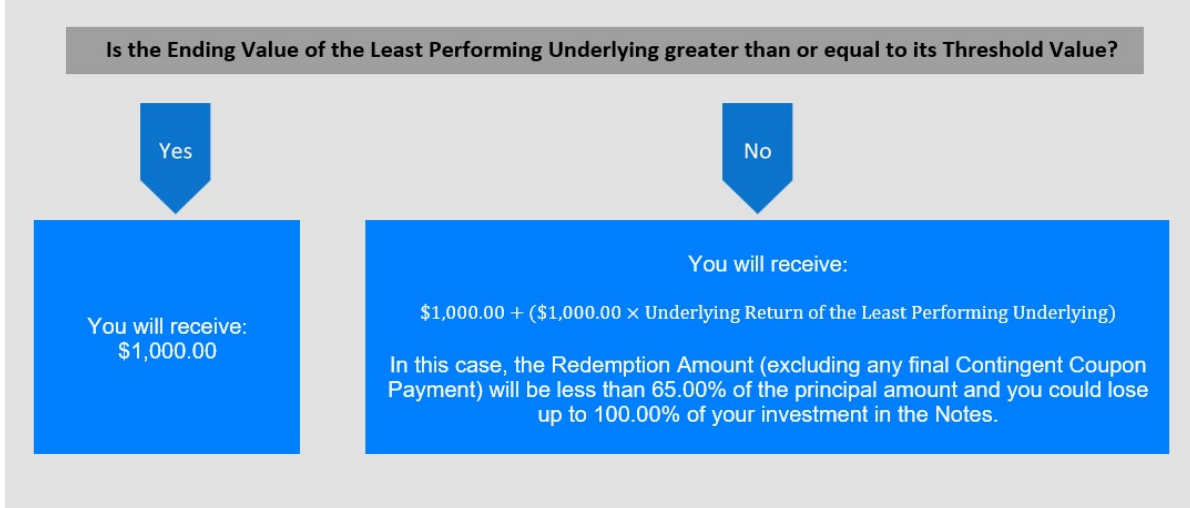 Is the Ending Value of the Least Performing Underlying greater than or equal to its Threshold Value?
Yes
No
You will receive:
$1,000.00
You will receive:
$1,000.00 + ($1,000.00 × Underlying Return of the Least Performing Underlying)
In this case, the Redemption Amount (excluding any final Contingent Coupon
Payment) will be less than 65.00% of the principal amount and you could lose
up to 100.00% of your investment in the Notes.